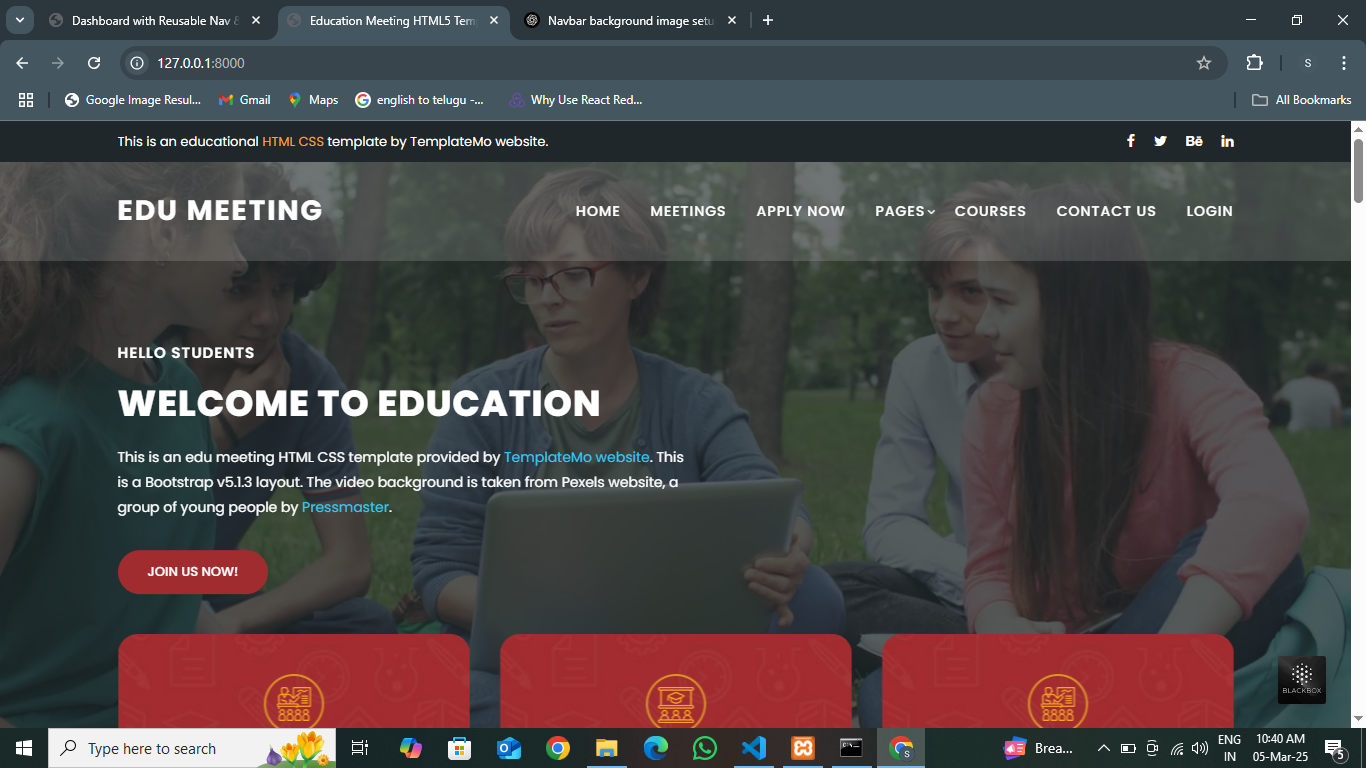 Dashboard with Reusable Nav &
Education Meeting HTML5 Tem
Navbar background image setu
127.0.0.1:8000
S
Google Image Resul...
Gmail
Maps
english to telugu -...
Why Use React Red...
All Bookmarks
This is an educational HTML CSS template by TemplateMo website.
EDU MEETING
HOME
MEETINGS
APPLY NOW
PAGES
COURSES
CONTACT US
LOGIN
HELLO STUDENTS
WELCOME TO EDUCATION
This is an edu meeting HTML CSS template provided by TemplateMo website. This
is a Bootstrap v5.1.3 layout. The video background is taken from Pexels website, a
group of young people by Pressmaster.
JOIN US NOW!
BLACKBOX
Type here to search
Brea...
ENG
IN
10:40 AM
05-Mar-25
5